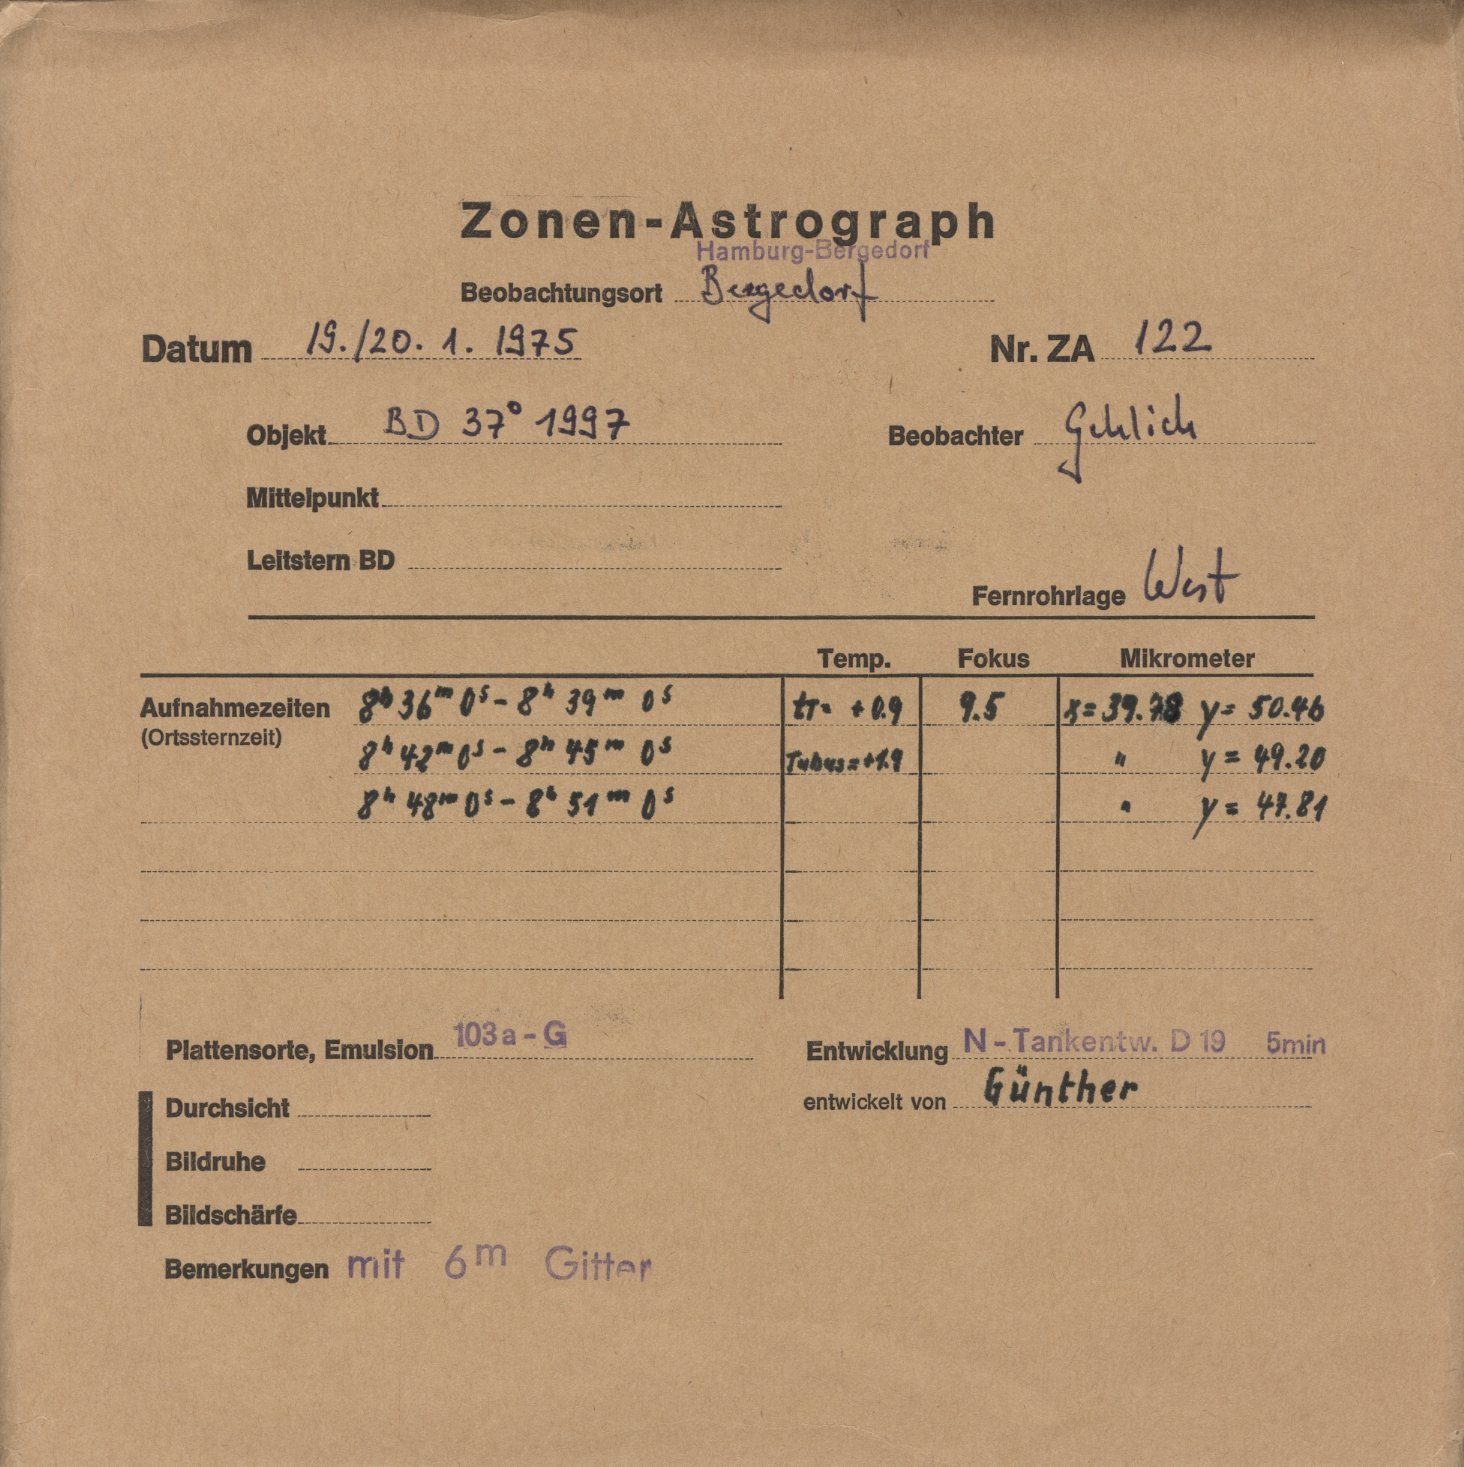 Zonen-Astrograph
Hamburg-Bergedorf
Beobachtungsort Bergedorf
Datum 19./20. 1. 1975 Nr. ZA 122
Objekt BD 37° 1997 Beobachter Gehlich
Mittelpunkt
Leitstern BD
Fernrohrlage West
Temp. Fokus Mikrometer
Aufnahmezeiten 8h 36m 0s - 8h 39m 0s tr= +0.9 9.5 x= 39.78 y= 50.46
(Ortssternzeit) 8h 42m 0s - 8h 45m 0s Tubus=+1.9 " y= 49.20
8h 48m 0s - 8h 51m 0s " y= 47.81
Plattensorte, Emulsion 103a-G Entwicklung N-Tankentw. D 19 5min
Durchsicht entwickelt von Günther
Bildruhe
Bildschärfe
Bemerkungen mit 6m Gitter